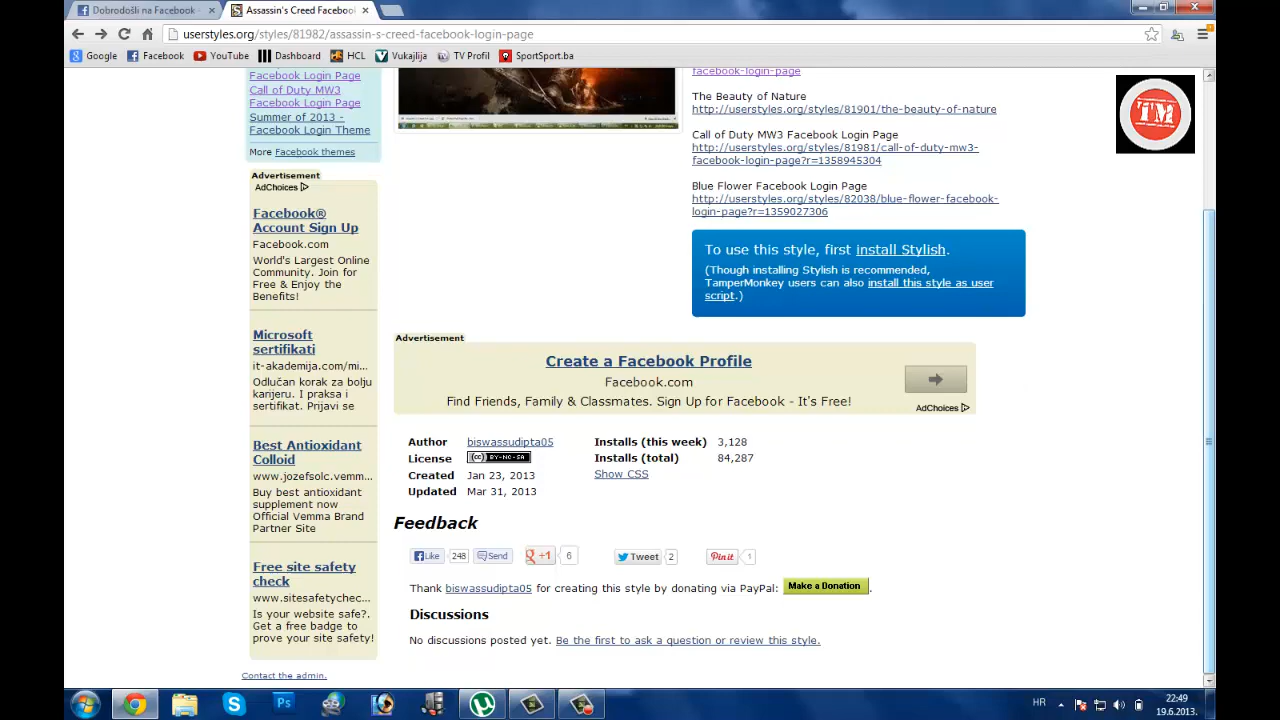 Dobrodošli na Facebook
Assassin's Creed Faceboo
userstyles.org/styles/81982/assassin-s-creed-facebook-login-page
Google
Facebook
YouTube
Dashboard
HCL
Vukajlija
TV Profil
SportSport.ba
Facebook Login Page
Call of Duty MW3
Facebook Login Page
Summer of 2013 -
Facebook Login Theme
More Facebook themes
Advertisement
AdChoices
Facebook®
Account Sign Up
Facebook.com
World's Largest Online
Community. Join for
Free & Enjoy the
Benefits!
Microsoft
sertifikati
it-akademija.com/mi...
Odlučan korak za bolju
karijeru. I praksa i
sertifikat. Prijavi se
Best Antioxidant
Colloid
www.jozefsolc.vemm...
Buy best antioxidant
supplement now
Official Vemma Brand
Partner Site
Free site safety
check
www.sitesafetychec...
Is your website safe?.
Get a free badge to
prove your site safety!
Contact the admin.
facebook-login-page
The Beauty of Nature
http://userstyles.org/styles/81901/the-beauty-of-nature
Call of Duty MW3 Facebook Login Page
http://userstyles.org/styles/81981/call-of-duty-mw3-
facebook-login-page?r=1358945304
Blue Flower Facebook Login Page
http://userstyles.org/styles/82038/blue-flower-facebook-
login-page?r=1359027306
To use this style, first install Stylish.
(Though installing Stylish is recommended,
TamperMonkey users can also install this style as user
script.)
TM
Advertisement
Create a Facebook Profile
Facebook.com
Find Friends, Family & Classmates. Sign Up for Facebook - It's Free!
AdChoices
Author biswassudipta05
License CC BY-NC-SA
Created Jan 23, 2013
Updated Mar 31, 2013
Installs (this week) 3,128
Installs (total) 84,287
Show CSS
Feedback
Like 248 Send +1 6 Tweet 2 Pin it 1
Thank biswassudipta05 for creating this style by donating via PayPal: Make a Donation.
Discussions
No discussions posted yet. Be the first to ask a question or review this style.
Ps
HR
22:49
19.6.2013.